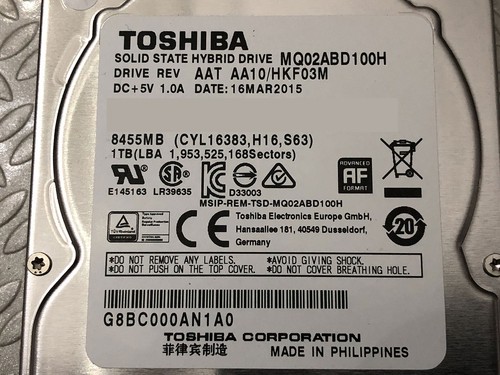 TOSHIBA
SOLID STATE HYBRID DRIVE MQ02ABD100H
DRIVE REV AAT AA10/HKF03M
DC+5V 1.0A DATE:16MAR2015
8455MB (CYL16383,H16,S63)
1TB(LBA 1,953,525,168Sectors)
ADVANCED
AF
FORMAT
E145163 LR39635 D33003
MSIP-REM-TSD-MQ02ABD100H
CE
Toshiba Electronics Europe GmbH,
Hansaallee 181, 40549 Dusseldorf,
Germany
20
*DO NOT REMOVE ANY LABELS. *AVOID GIVING SHOCK.
*DO NOT PUSH ON THE TOP COVER. *DO NOT COVER BREATHING HOLE.
G8BC000AN1A0
TOSHIBA CORPORATION
菲律宾制造 MADE IN PHILIPPINES